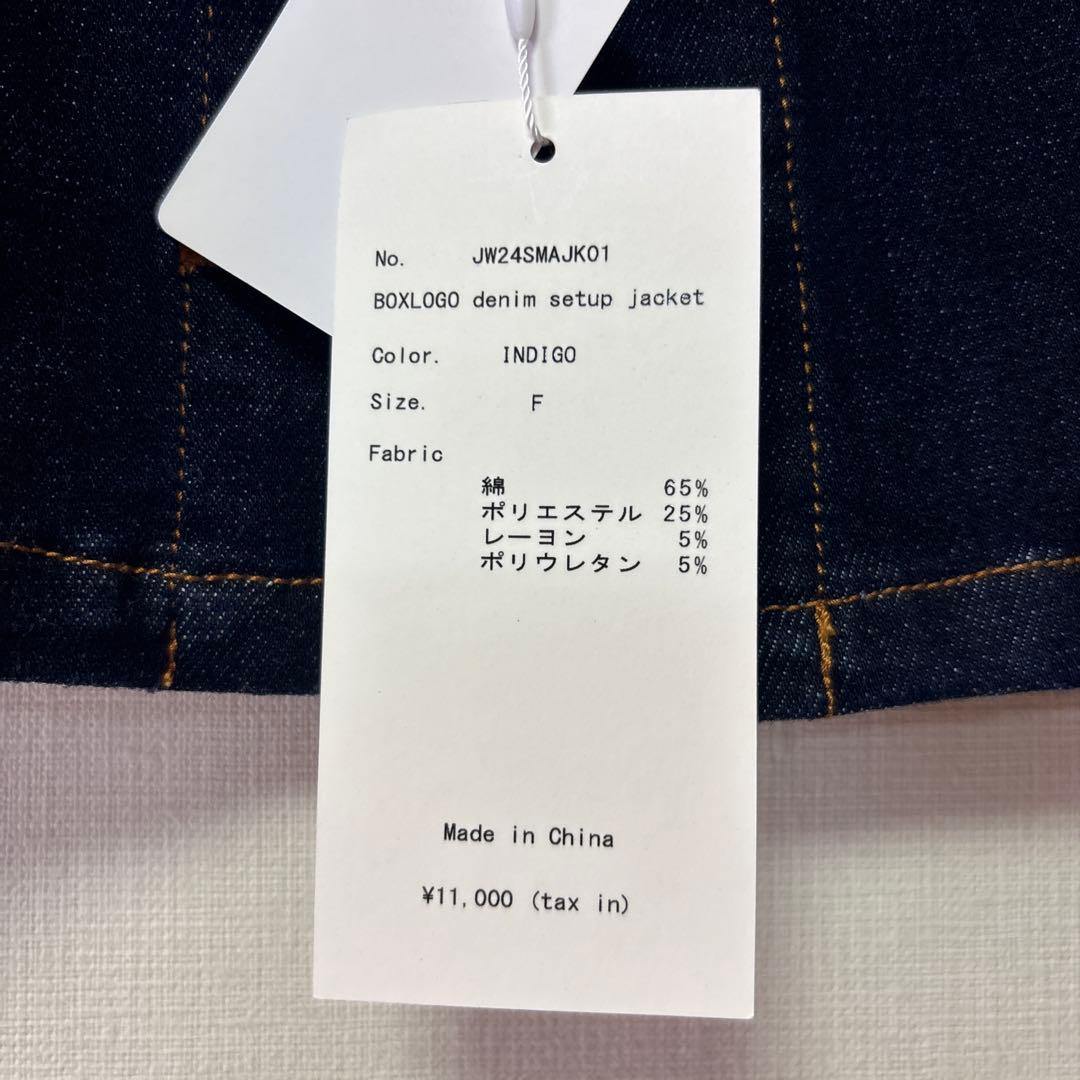 No. JW24SMAJK01
BOXLOGO denim setup jacket
Color. INDIGO
Size. F
Fabric
綿 65%
ポリエステル 25%
レーヨン 5%
ポリウレタン 5%
Made in China
¥11,000 (tax in)